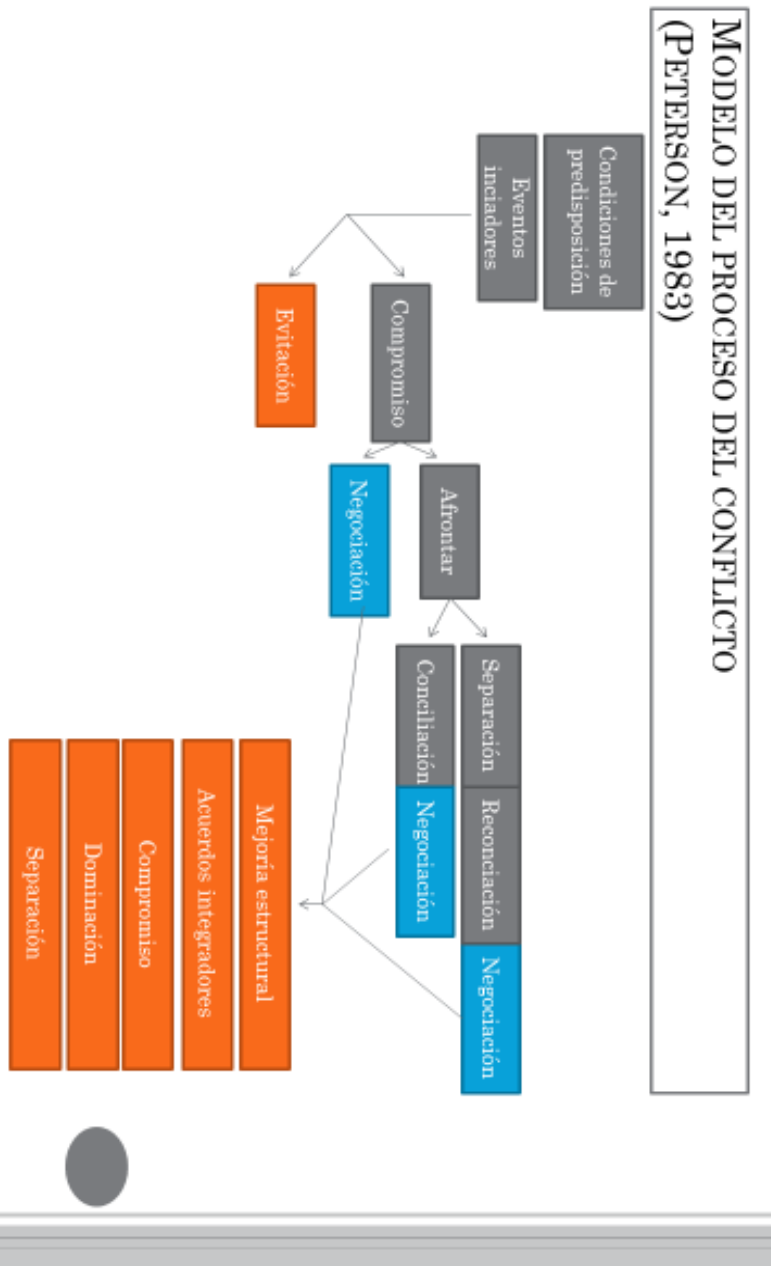 MODELO DEL PROCESO DEL CONFLICTO
(PETERSON, 1983)
Condiciones de
predisposición
Eventos
inciadores
Compromiso
Evitación
Afrontar
Negociación
Separación
Reconciación
Negociación
Conciliación
Negociación
Mejoría estructural
Acuerdos integradores
Compromiso
Dominación
Separación